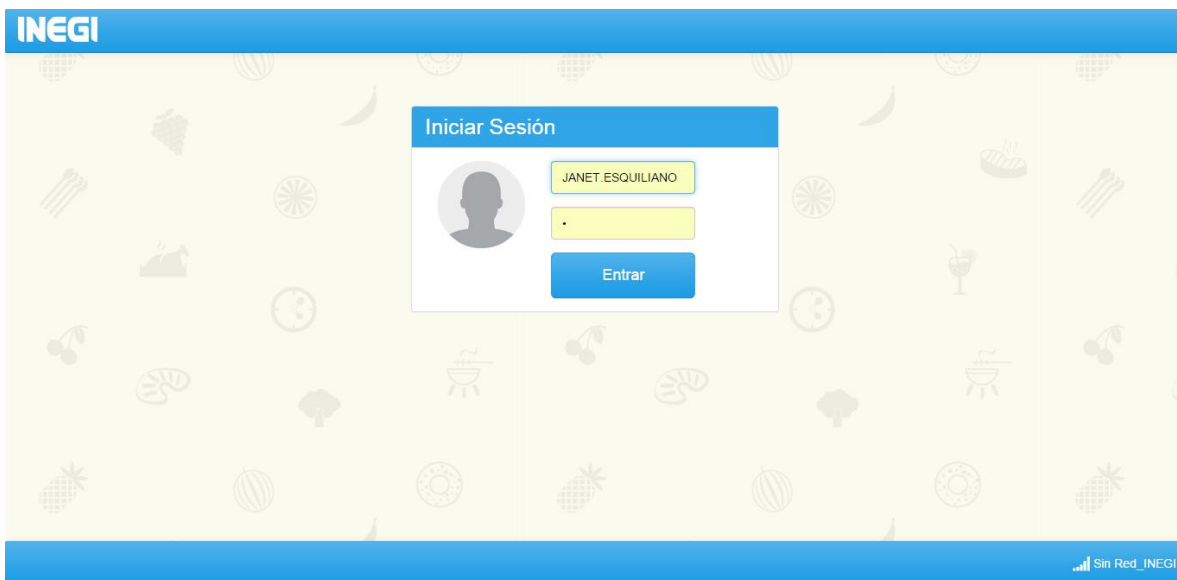 INEGI
Iniciar Sesión
JANET.ESQUILIANO
Entrar
Sin Red_INEGI